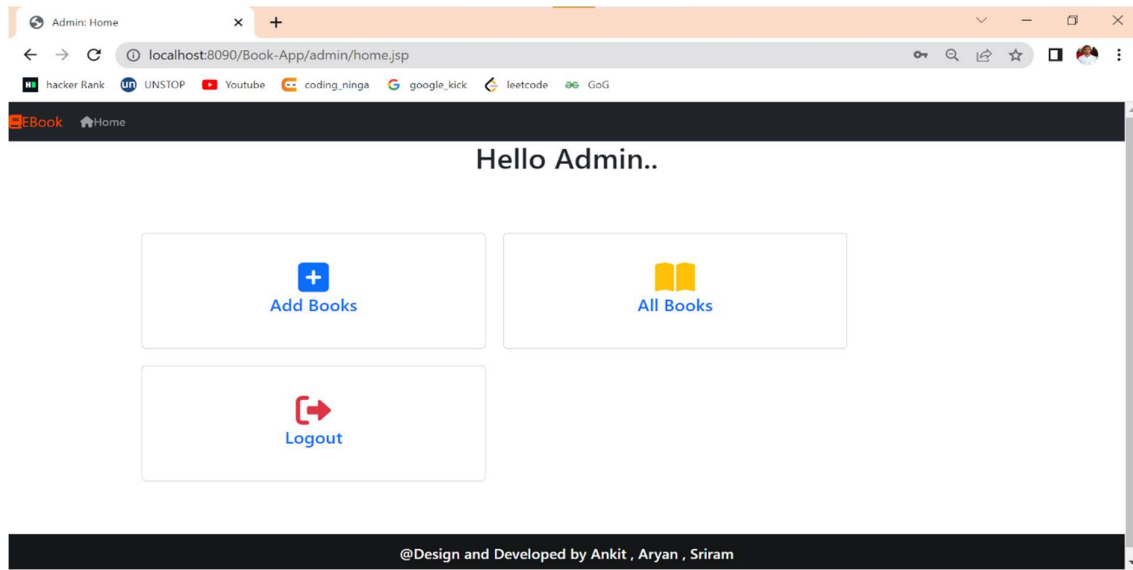 Admin: Home
localhost:8090/Book-App/admin/home.jsp
hacker Rank UNSTOP Youtube coding_ninga google_kick leetcode GoG
EBook Home
Hello Admin..
Add Books All Books
Logout
@Design and Developed by Ankit , Aryan , Sriram